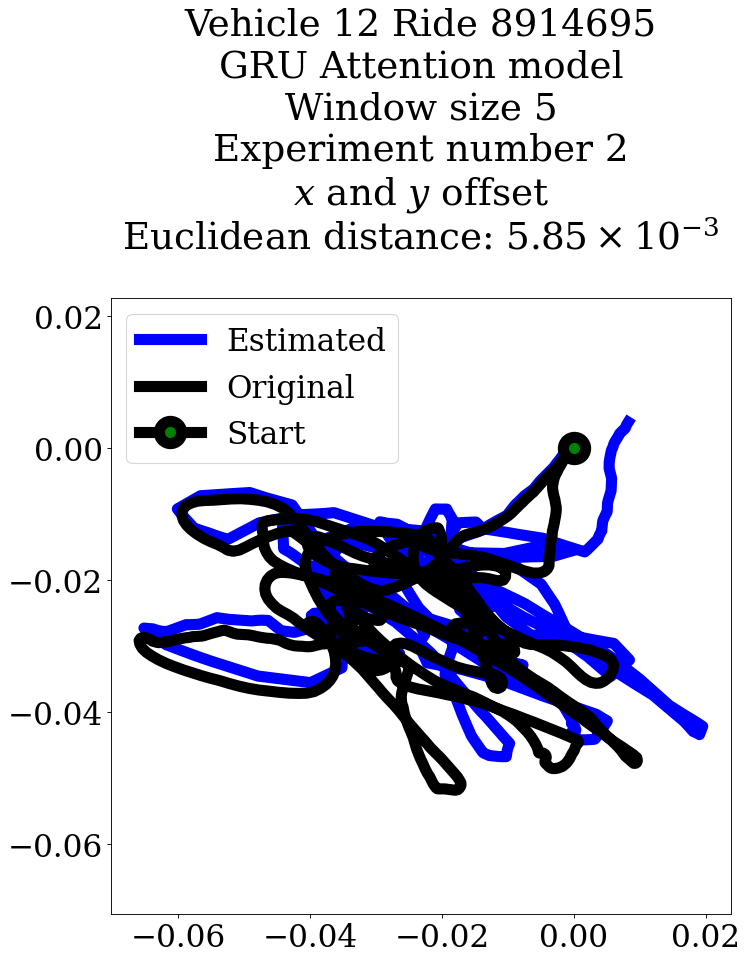 Vehicle 12 Ride 8914695
GRU Attention model
Window size 5
Experiment number 2
x and y offset
Euclidean distance: 5.85 × 10⁻³
0.02
0.00
−0.02
−0.04
−0.06
Estimated
Original
Start
−0.06 −0.04 −0.02 0.00 0.02